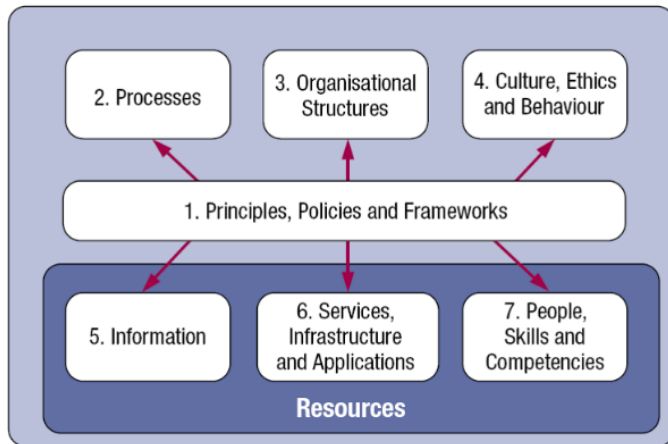 2. Processes
3. Organisational
Structures
4. Culture, Ethics
and Behaviour
1. Principles, Policies and Frameworks
5. Information
6. Services,
Infrastructure
and Applications
7. People,
Skills and
Competencies
Resources